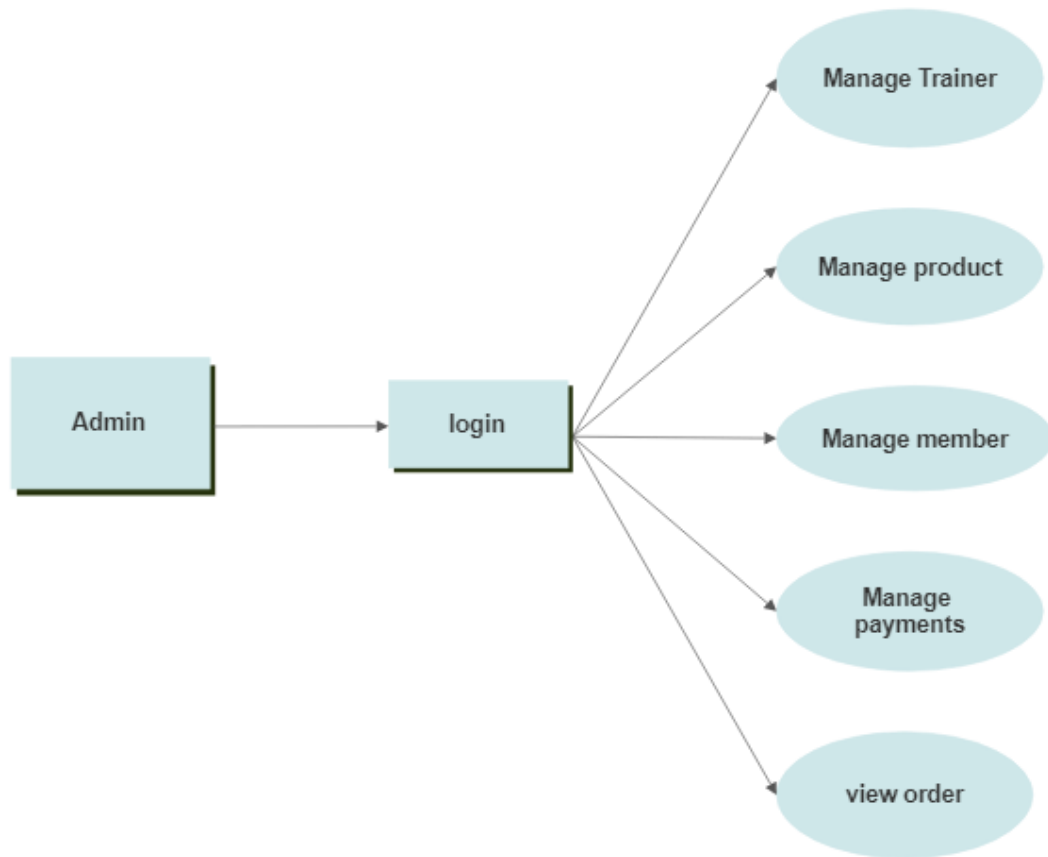 Manage Trainer
Manage product
Admin
login
Manage member
Manage
payments
view order